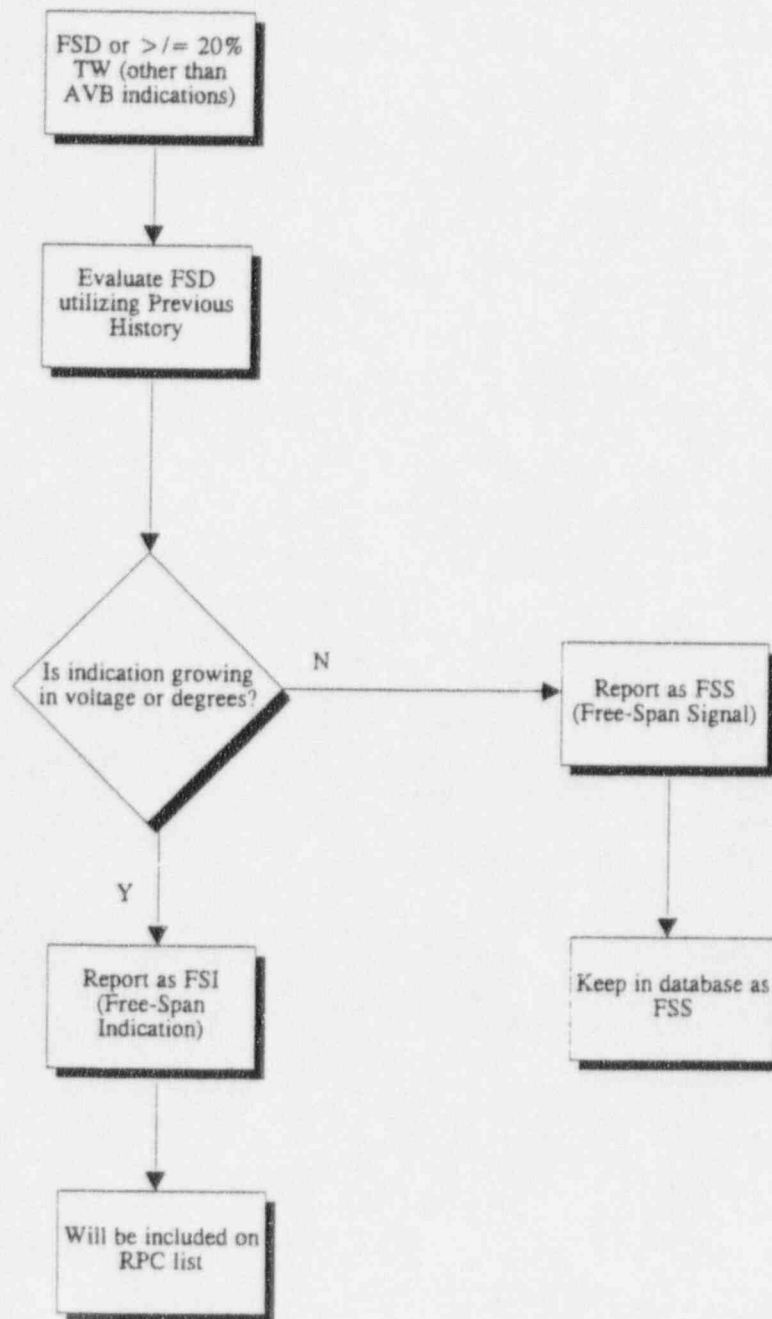 FSD or >/= 20%
TW (other than
AVB indications)
Evaluate FSD
utilizing Previous
History
Is indication growing
in voltage or degrees?
N
Report as FSS
(Free-Span Signal)
Y
Report as FSI
(Free-Span
Indication)
Keep in database as
FSS
Will be included on
RPC list